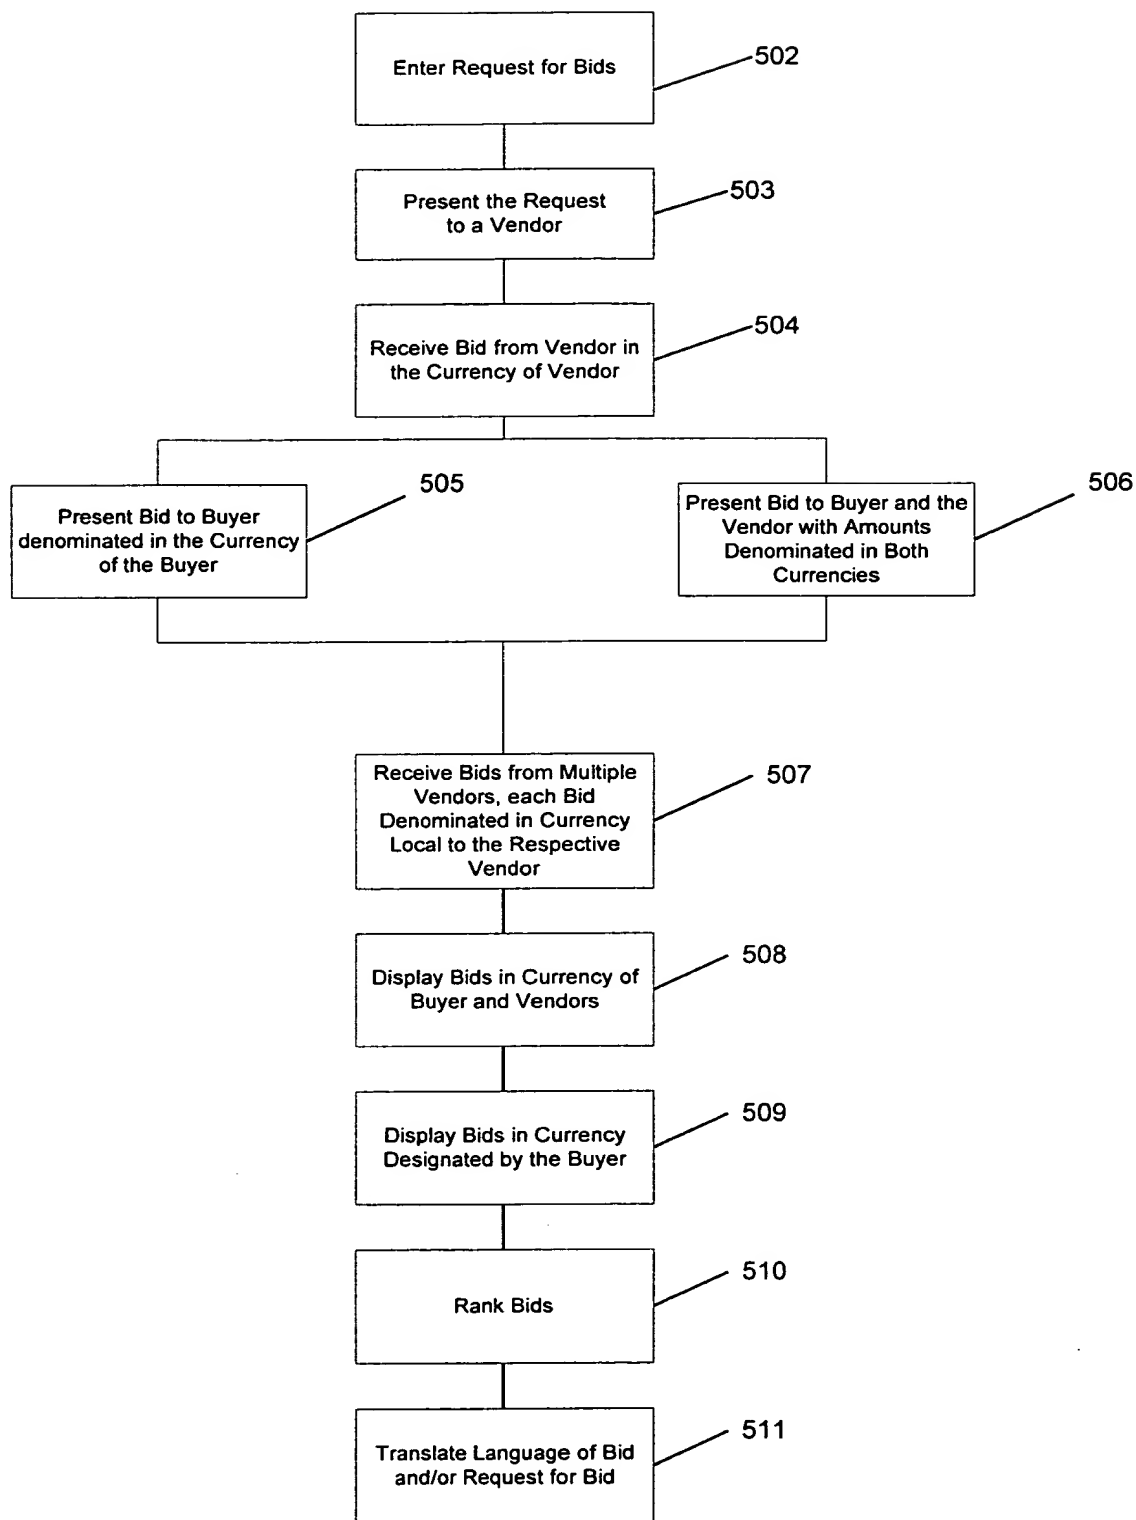 Enter Request for Bids
502
Present the Request
to a Vendor
503
Receive Bid from Vendor in
the Currency of Vendor
504
Present Bid to Buyer
denominated in the Currency
of the Buyer
505
Present Bid to Buyer and the
Vendor with Amounts
Denominated in Both
Currencies
506
Receive Bids from Multiple
Vendors, each Bid
Denominated in Currency
Local to the Respective
Vendor
507
Display Bids in Currency of
Buyer and Vendors
508
Display Bids in Currency
Designated by the Buyer
509
Rank Bids
510
Translate Language of Bid
and/or Request for Bid
511